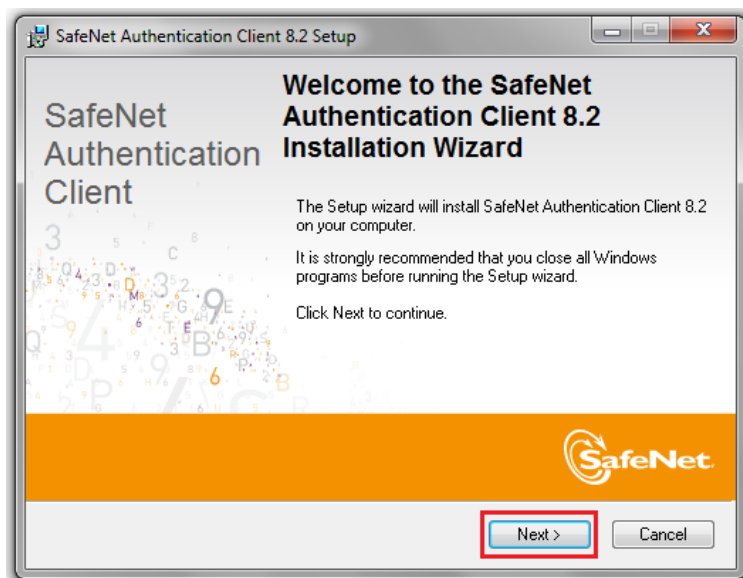 SafeNet Authentication Client 8.2 Setup
SafeNet
Authentication
Client
Welcome to the SafeNet
Authentication Client 8.2
Installation Wizard
The Setup wizard will install SafeNet Authentication Client 8.2
on your computer.
It is strongly recommended that you close all Windows
programs before running the Setup wizard.
Click Next to continue.
SafeNet.
Next >
Cancel